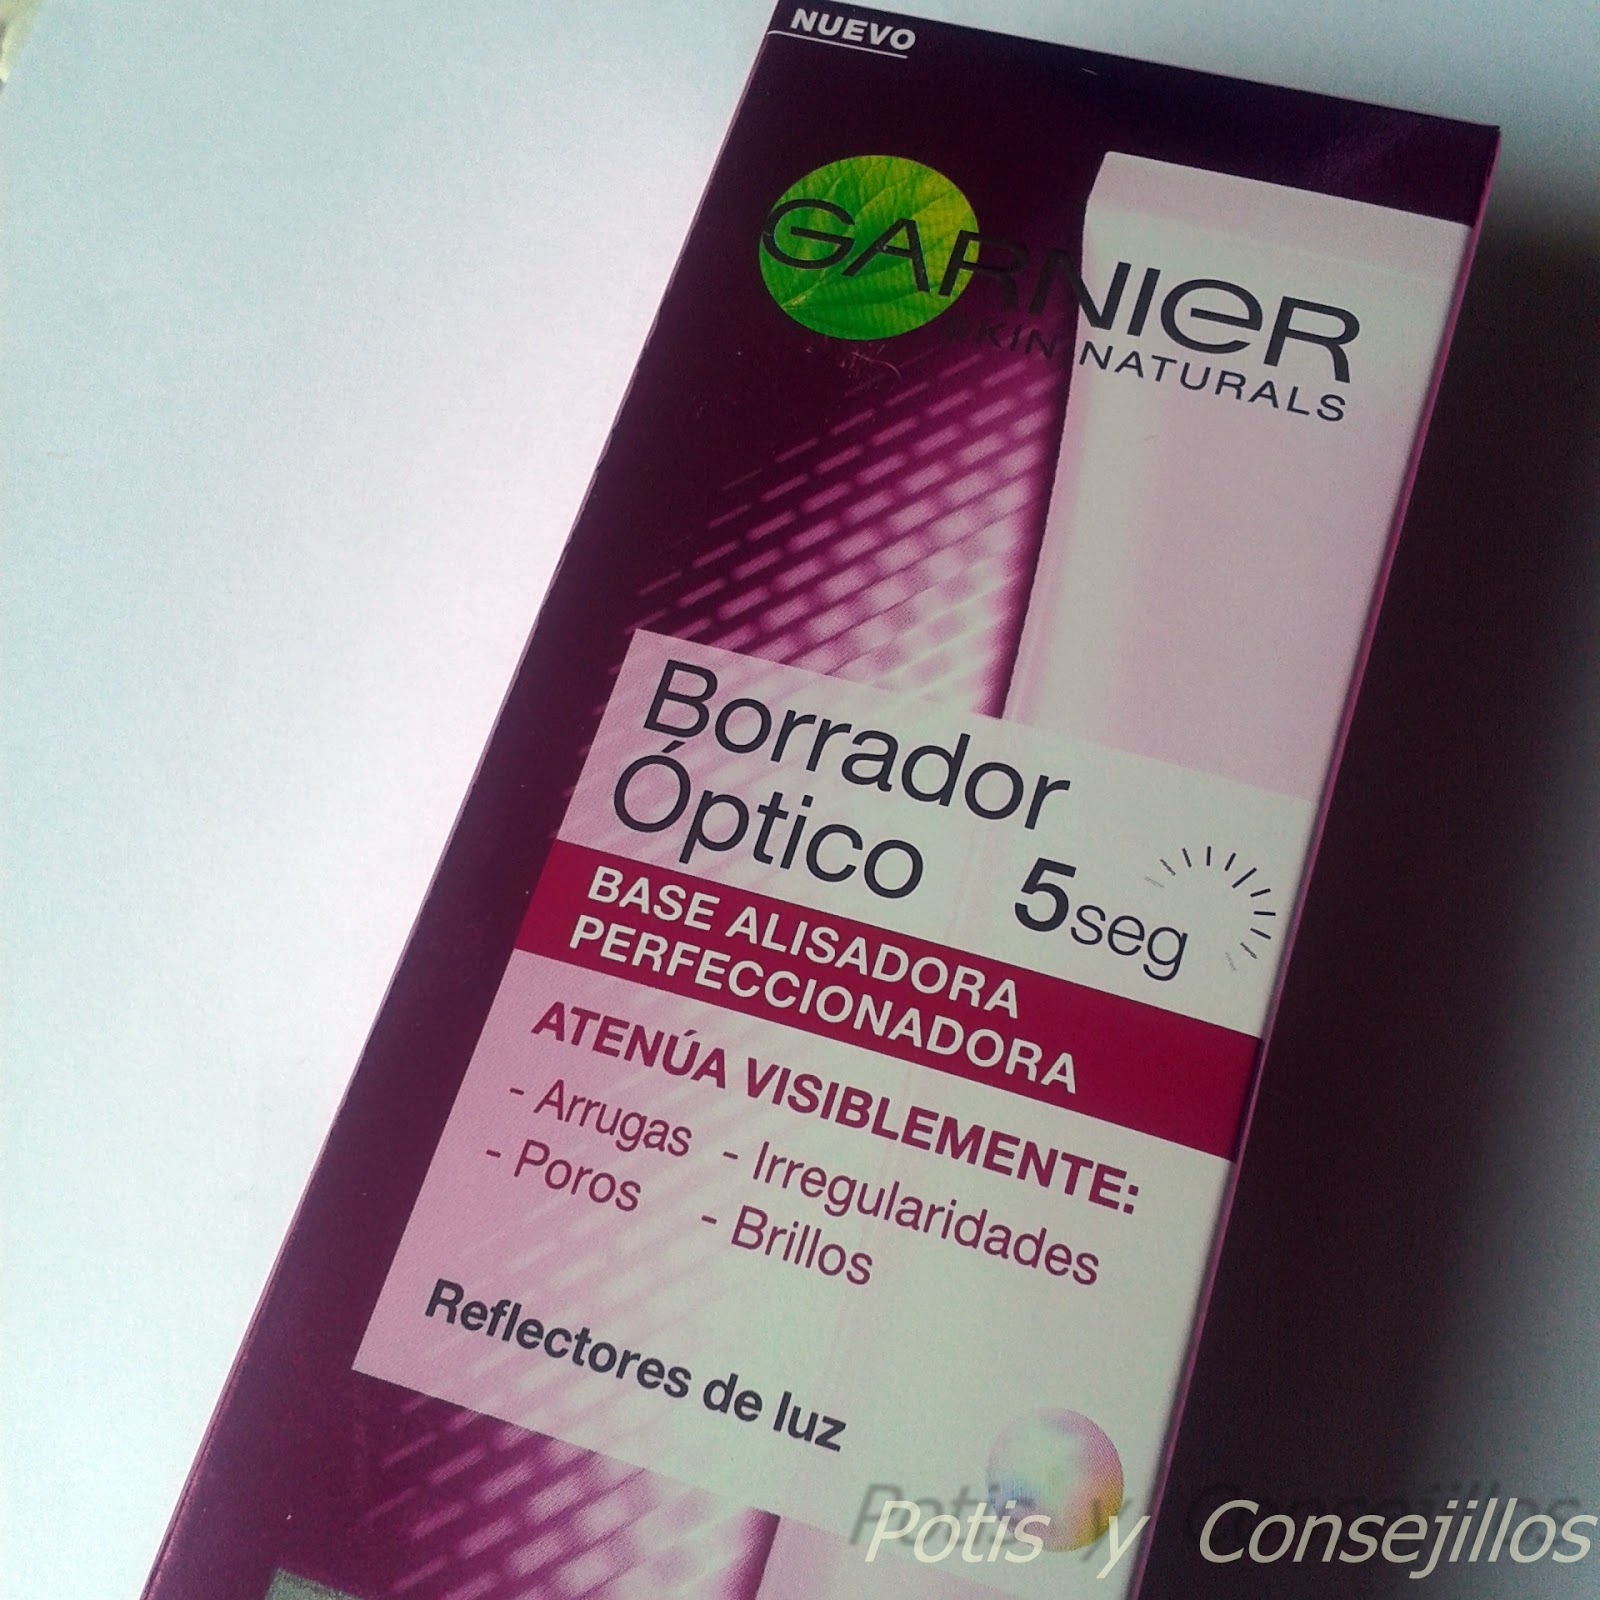 NUEVO
GARNIER
SKIN NATURALS
Borrador
Óptico 5seg
BASE ALISADORA
PERFECCIONADORA
ATENÚA VISIBLEMENTE:
- Arrugas - Irregularidades
- Poros - Brillos
Reflectores de luz
Potis y Consejillos